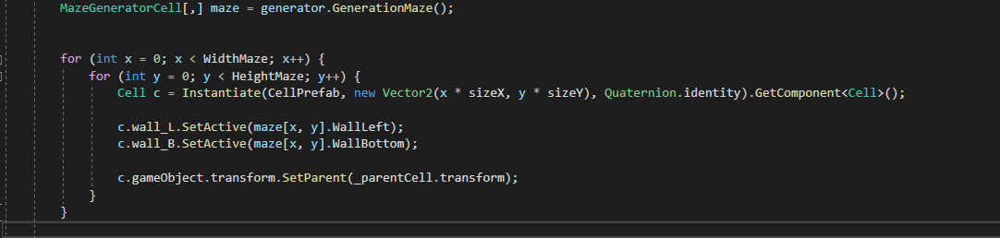 MazeGeneratorCell[,] maze = generator.GenerationMaze();
for (int x = 0; x < WidthMaze; x++) {
for (int y = 0; y < HeightMaze; y++) {
Cell c = Instantiate(CellPrefab, new Vector2(x * sizeX, y * sizeY), Quaternion.identity).GetComponent<Cell>();
c.wall_L.SetActive(maze[x, y].WallLeft);
c.wall_B.SetActive(maze[x, y].WallBottom);
c.gameObject.transform.SetParent(_parentCell.transform);
}
}